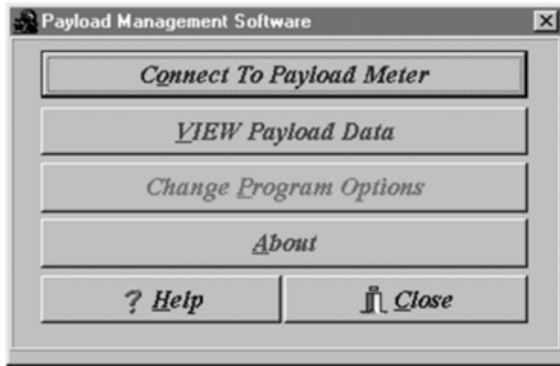 Payload Management Software
Connect To Payload Meter
VIEW Payload Data
Change Program Options
About
? Help Close